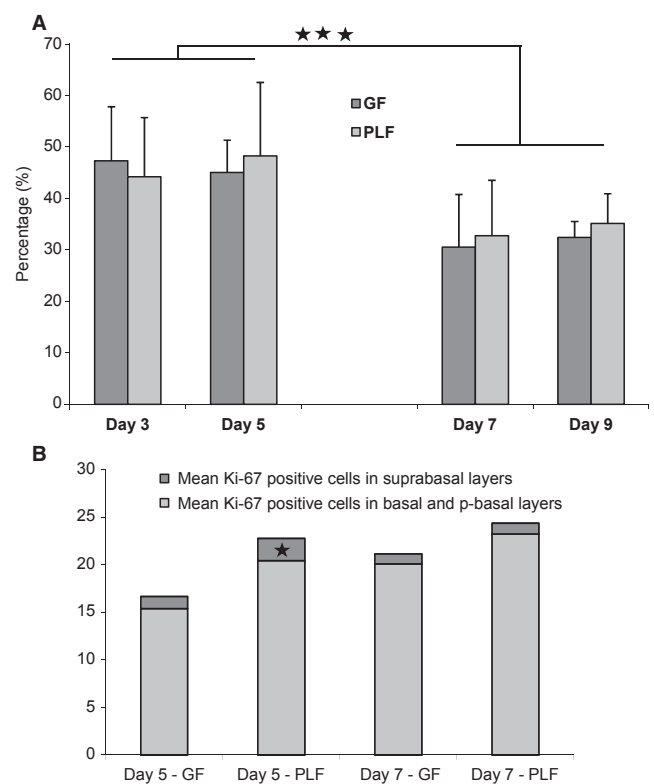 A
70
★★★
60
GF
PLF
50
40
30
20
10
0
Percentage (%)
Day 3 Day 5 Day 7 Day 9
B
30
Mean Ki-67 positive cells in suprabasal layers
Mean Ki-67 positive cells in basal and p-basal layers
25
20
15
10
5
0
★
Day 5 - GF Day 5 - PLF Day 7 - GF Day 7 - PLF